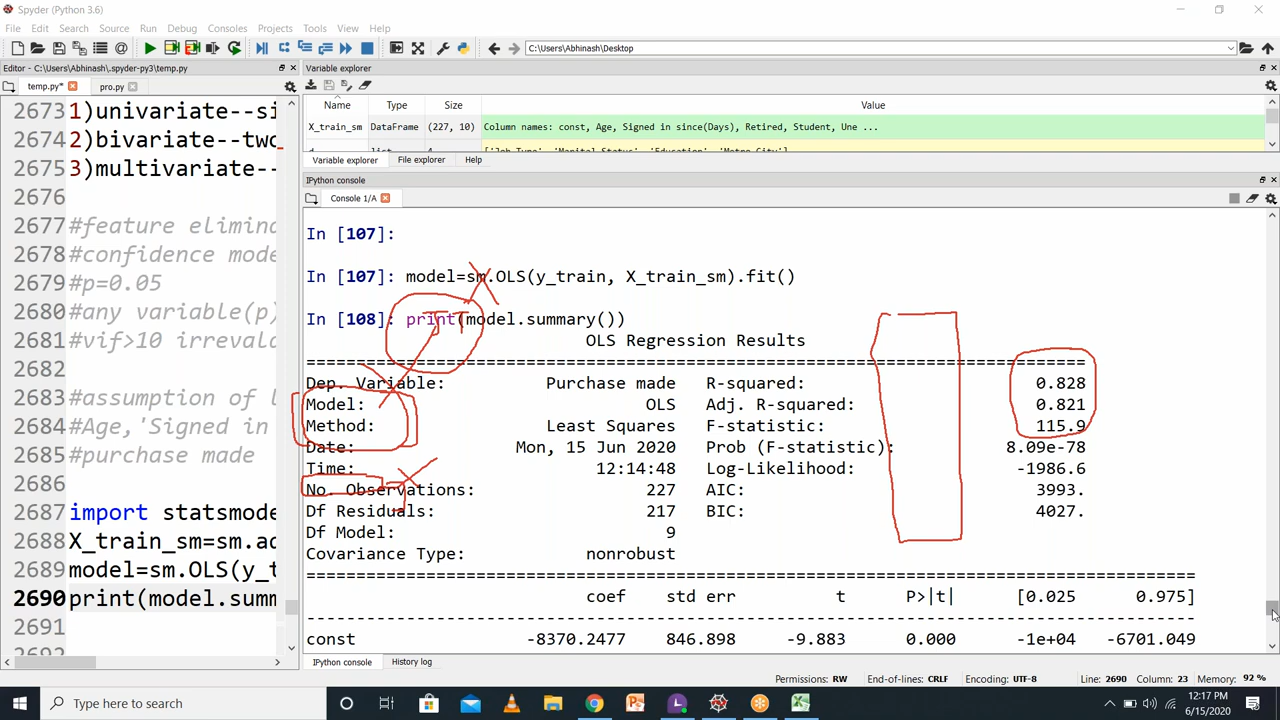 Spyder (Python 3.6)
File Edit Search Source Run Debug Consoles Projects Tools View Help
C:\Users\Abhinash\Desktop
Editor - C:\Users\Abhinash\.spyder-py3\temp.py
temp.py* pro.py
2673 1)univariate--si
2674 2)bivariate--two
2675 3)multivariate--
2676
2677 #feature elimina
2678 #confidence mode
2679 #p=0.05
2680 #any variable(p)
2681 #vif>10 irrevala
2682
2683 #assumption of l
2684 #Age,'Signed in
2685 #purchase made
2686
2687 import statsmode
2688 X_train_sm=sm.ad
2689 model=sm.OLS(y_t
2690 print(model.summ
2691
2692
Variable explorer
Name Type Size Value
X_train_sm DataFrame (227, 10) Column names: const, Age, Signed in since(Days), Retired, Student, Une ...
d list 4 ['Job Type', 'Marital Status', 'Education', 'Metro City']
Variable explorer File explorer Help
IPython console
Console 1/A
In [107]:
In [107]: model=sm.OLS(y_train, X_train_sm).fit()
In [108]: print(model.summary())
OLS Regression Results
Dep. Variable: Purchase made R-squared: 0.828
Model: OLS Adj. R-squared: 0.821
Method: Least Squares F-statistic: 115.9
Date: Mon, 15 Jun 2020 Prob (F-statistic): 8.09e-78
Time: 12:14:48 Log-Likelihood: -1986.6
No. Observations: 227 AIC: 3993.
Df Residuals: 217 BIC: 4027.
Df Model: 9
Covariance Type: nonrobust
coef std err t P>|t| [0.025 0.975]
const -8370.2477 846.898 -9.883 0.000 -1e+04 -6701.049
IPython console History log
Permissions: RW End-of-lines: CRLF Encoding: UTF-8 Line: 2690 Column: 23 Memory: 92 %
Type here to search
12:17 PM
6/15/2020